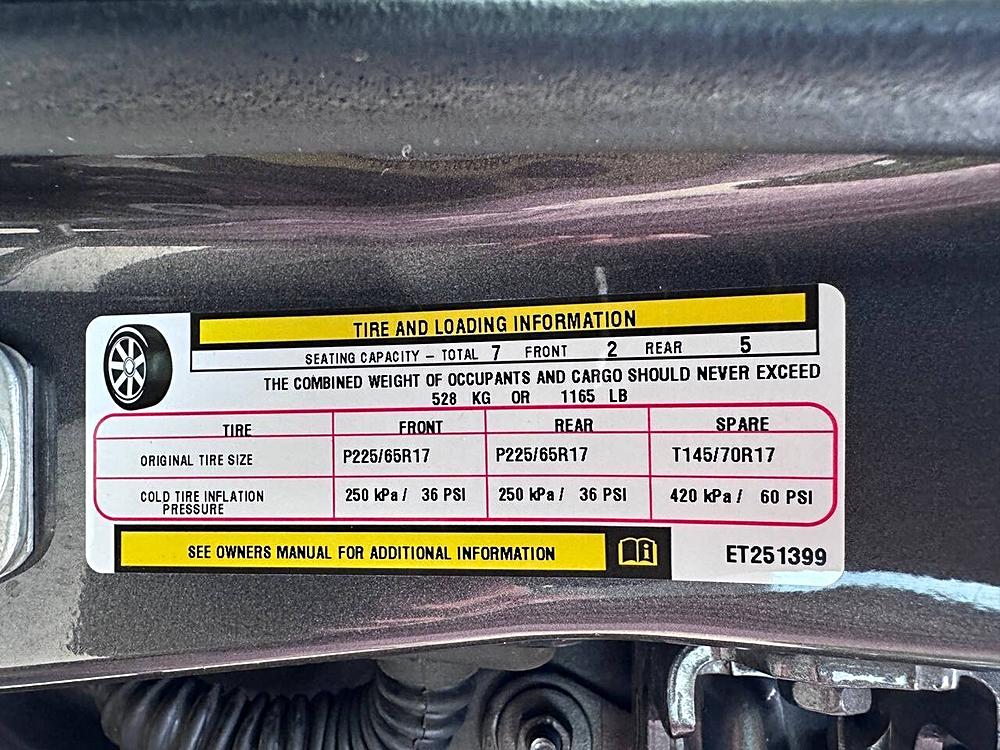 TIRE AND LOADING INFORMATION
SEATING CAPACITY – TOTAL 7 FRONT 2 REAR 5
THE COMBINED WEIGHT OF OCCUPANTS AND CARGO SHOULD NEVER EXCEED
528 KG OR 1165 LB
TIRE FRONT REAR SPARE
ORIGINAL TIRE SIZE P225/65R17 P225/65R17 T145/70R17
COLD TIRE INFLATION PRESSURE 250 kPa / 36 PSI 250 kPa / 36 PSI 420 kPa / 60 PSI
SEE OWNERS MANUAL FOR ADDITIONAL INFORMATION
ET251399